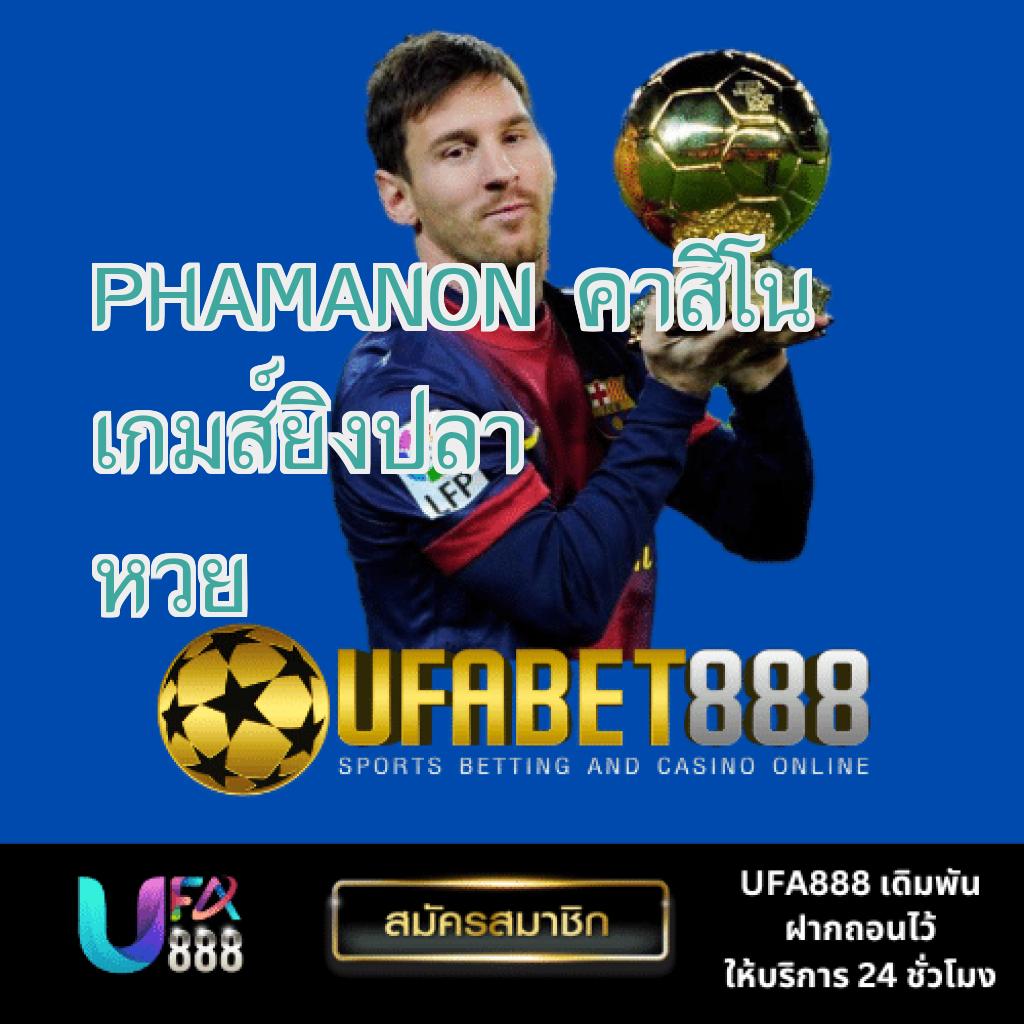 PHAMANON คาสิโน
เกมส์ยิงปลา
LFP
หวย
UFABET888
SPORTS BETTING AND CASINO ONLINE
UFA
888
สมัครสมาชิก
UFA888 เดิมพัน
ฝากถอนไว้
ให้บริการ 24 ชั่วโมง